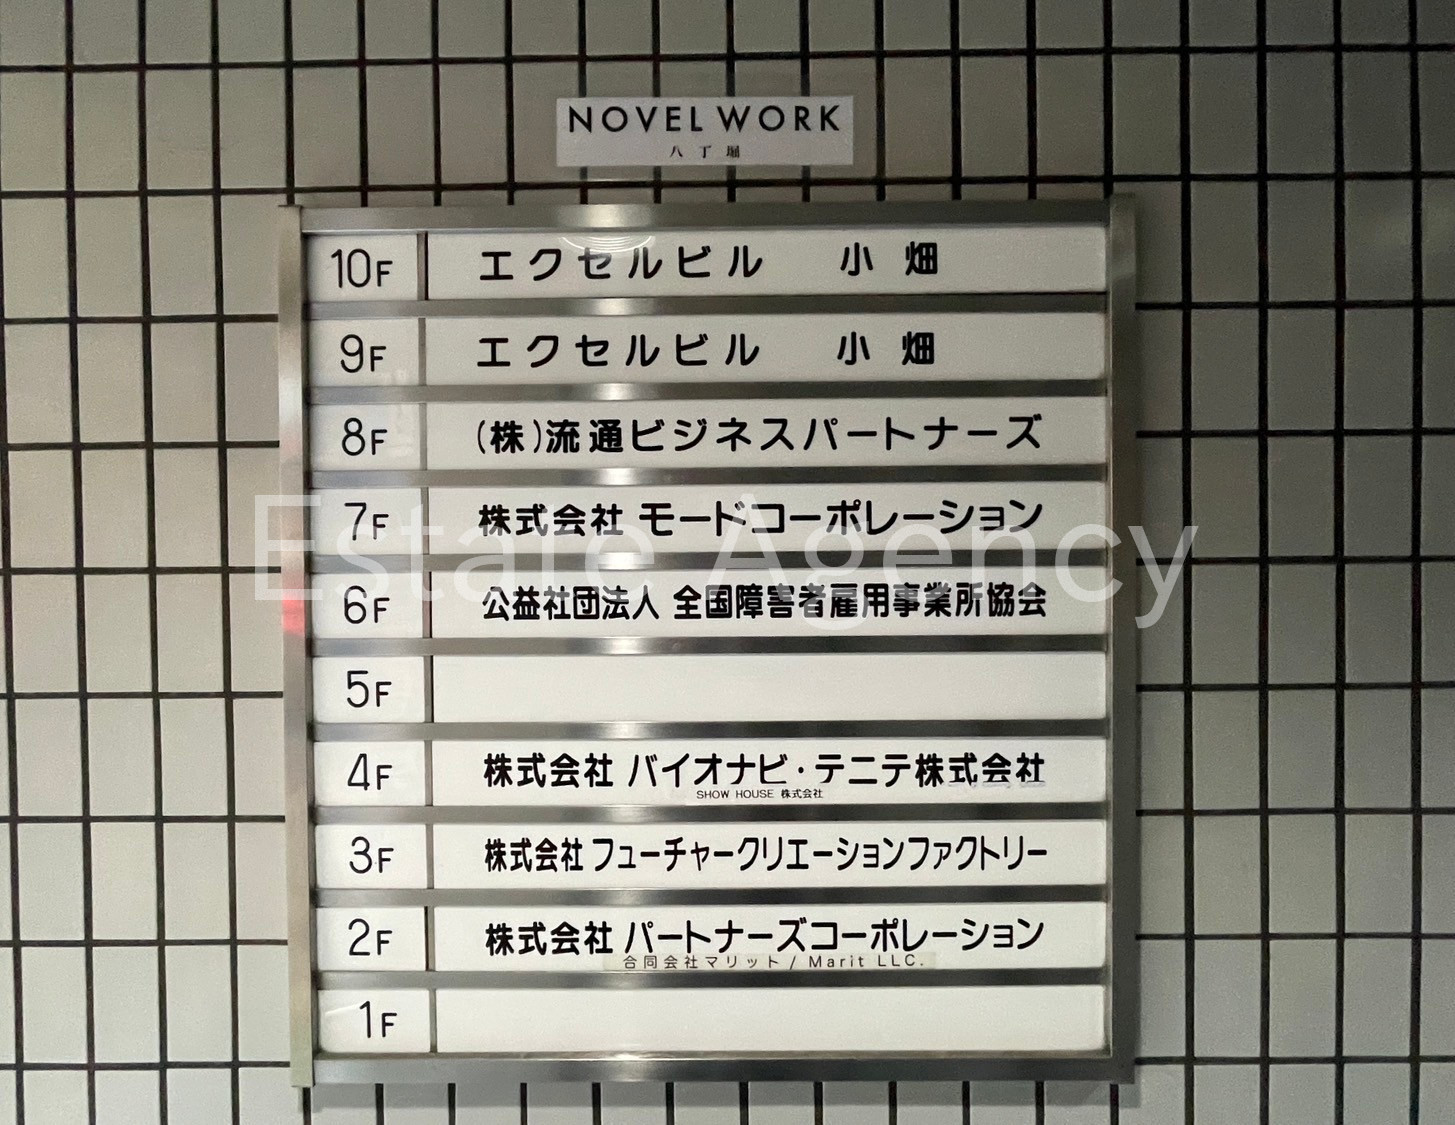 NOVEL WORK
八丁堀
10F エクセルビル 小畑
9F エクセルビル 小畑
8F (株)流通ビジネスパートナーズ
7F 株式会社 モードコーポレーション
Estate Agency
6F 公益社団法人 全国障害者雇用事業所協会
5F
4F 株式会社 バイオナビ・テニテ株式会社
SHOW HOUSE 株式会社
3F 株式会社 フューチャークリエーションファクトリー
2F 株式会社 パートナーズコーポレーション
合同会社マリット / Marit LLC.
1F